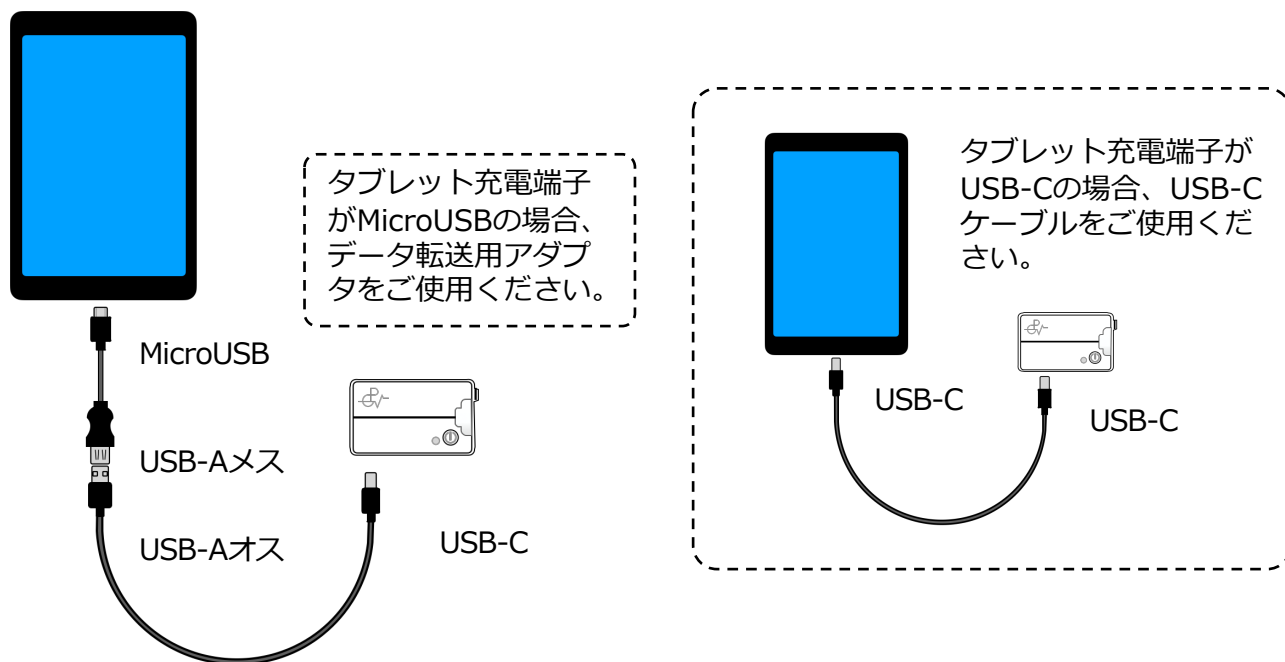 タブレット充電端子
がMicroUSBの場合、
データ転送用アダプ
タをご使用ください。
MicroUSB
USB-Aメス
USB-Aオス
USB-C
タブレット充電端子が
USB-Cの場合、USB-C
ケーブルをご使用くだ
さい。
USB-C
USB-C